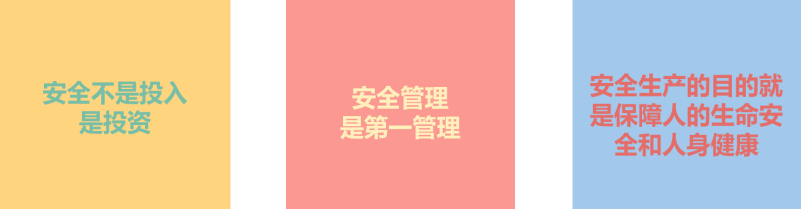 安全不是投入
是投资
安全管理
是第一管理
安全生产的目的就
是保障人的生命安
全和人身健康